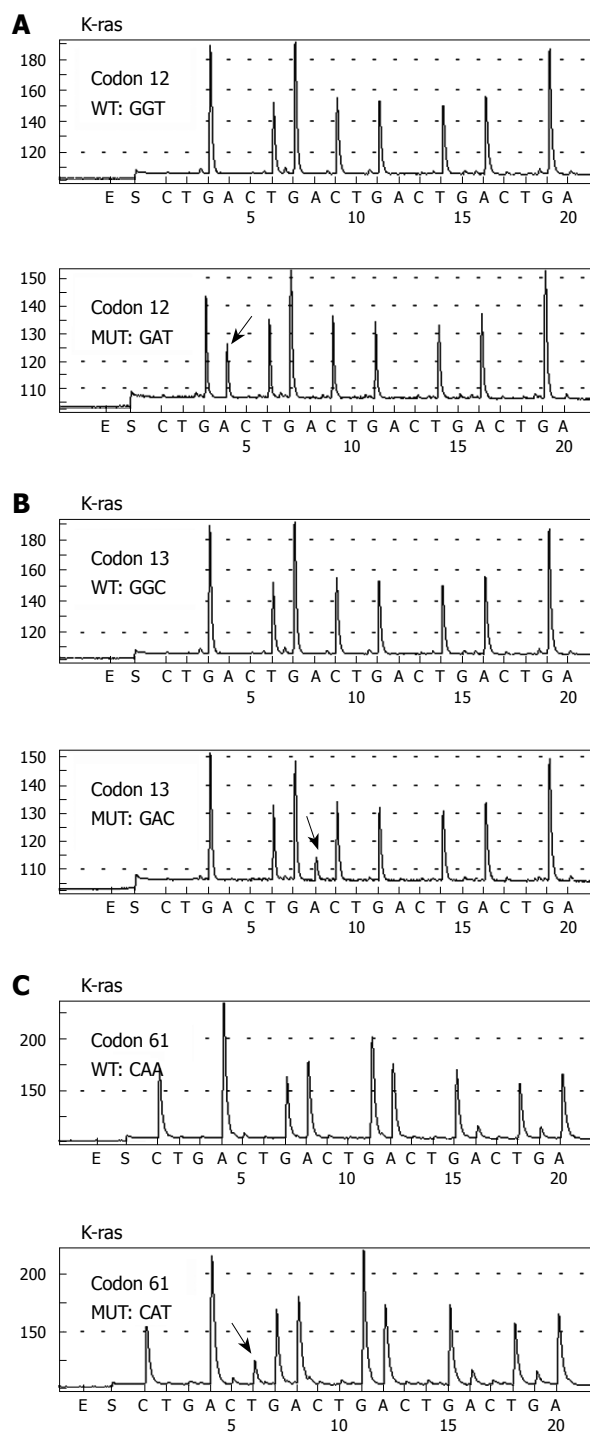 A
K-ras
180
160
140
120
Codon 12
WT: GGT
E S C T G A C T G A C T G A C T G A C T G A
5 10 15 20
150
140
130
120
110
Codon 12
MUT: GAT
E S C T G A C T G A C T G A C T G A C T G A
5 10 15 20
B
K-ras
180
160
140
120
Codon 13
WT: GGC
E S C T G A C T G A C T G A C T G A C T G A
5 10 15 20
150
140
130
120
110
Codon 13
MUT: GAC
E S C T G A C T G A C T G A C T G A C T G A
5 10 15 20
C
K-ras
200
150
Codon 61
WT: CAA
E S C T G A C T G A C T G A C T G A C T G A
5 10 15 20
K-ras
200
150
Codon 61
MUT: CAT
E S C T G A C T G A C T G A C T G A C T G A
5 10 15 20